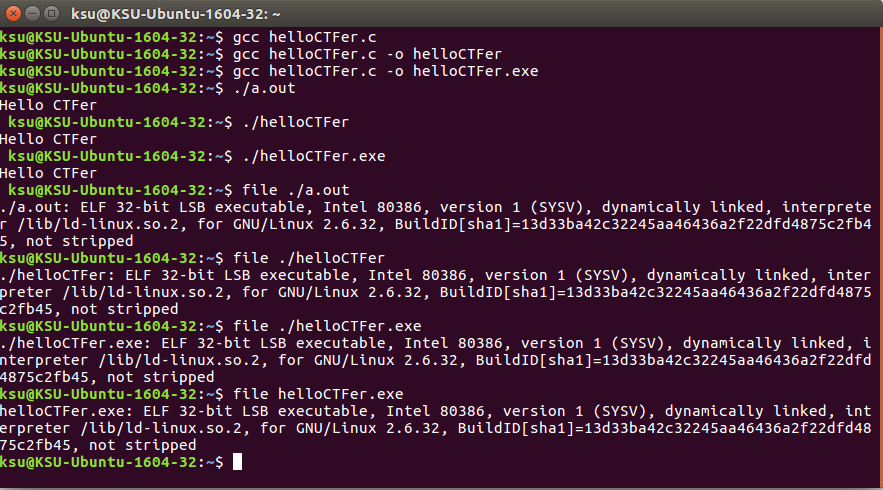 ksu@KSU-Ubuntu-1604-32: ~
ksu@KSU-Ubuntu-1604-32:~$ gcc helloCTFer.c
ksu@KSU-Ubuntu-1604-32:~$ gcc helloCTFer.c -o helloCTFer
ksu@KSU-Ubuntu-1604-32:~$ gcc helloCTFer.c -o helloCTFer.exe
ksu@KSU-Ubuntu-1604-32:~$ ./a.out
Hello CTFer
 ksu@KSU-Ubuntu-1604-32:~$ ./helloCTFer
Hello CTFer
 ksu@KSU-Ubuntu-1604-32:~$ ./helloCTFer.exe
Hello CTFer
 ksu@KSU-Ubuntu-1604-32:~$ file ./a.out
./a.out: ELF 32-bit LSB executable, Intel 80386, version 1 (SYSV), dynamically linked, interprete
r /lib/ld-linux.so.2, for GNU/Linux 2.6.32, BuildID[sha1]=13d33ba42c32245aa46436a2f22dfd4875c2fb4
5, not stripped
ksu@KSU-Ubuntu-1604-32:~$ file ./helloCTFer
./helloCTFer: ELF 32-bit LSB executable, Intel 80386, version 1 (SYSV), dynamically linked, inter
preter /lib/ld-linux.so.2, for GNU/Linux 2.6.32, BuildID[sha1]=13d33ba42c32245aa46436a2f22dfd4875
c2fb45, not stripped
ksu@KSU-Ubuntu-1604-32:~$ file ./helloCTFer.exe
./helloCTFer.exe: ELF 32-bit LSB executable, Intel 80386, version 1 (SYSV), dynamically linked, i
nterpreter /lib/ld-linux.so.2, for GNU/Linux 2.6.32, BuildID[sha1]=13d33ba42c32245aa46436a2f22dfd
4875c2fb45, not stripped
ksu@KSU-Ubuntu-1604-32:~$ file helloCTFer.exe
helloCTFer.exe: ELF 32-bit LSB executable, Intel 80386, version 1 (SYSV), dynamically linked, int
erpreter /lib/ld-linux.so.2, for GNU/Linux 2.6.32, BuildID[sha1]=13d33ba42c32245aa46436a2f22dfd48
75c2fb45, not stripped
ksu@KSU-Ubuntu-1604-32:~$